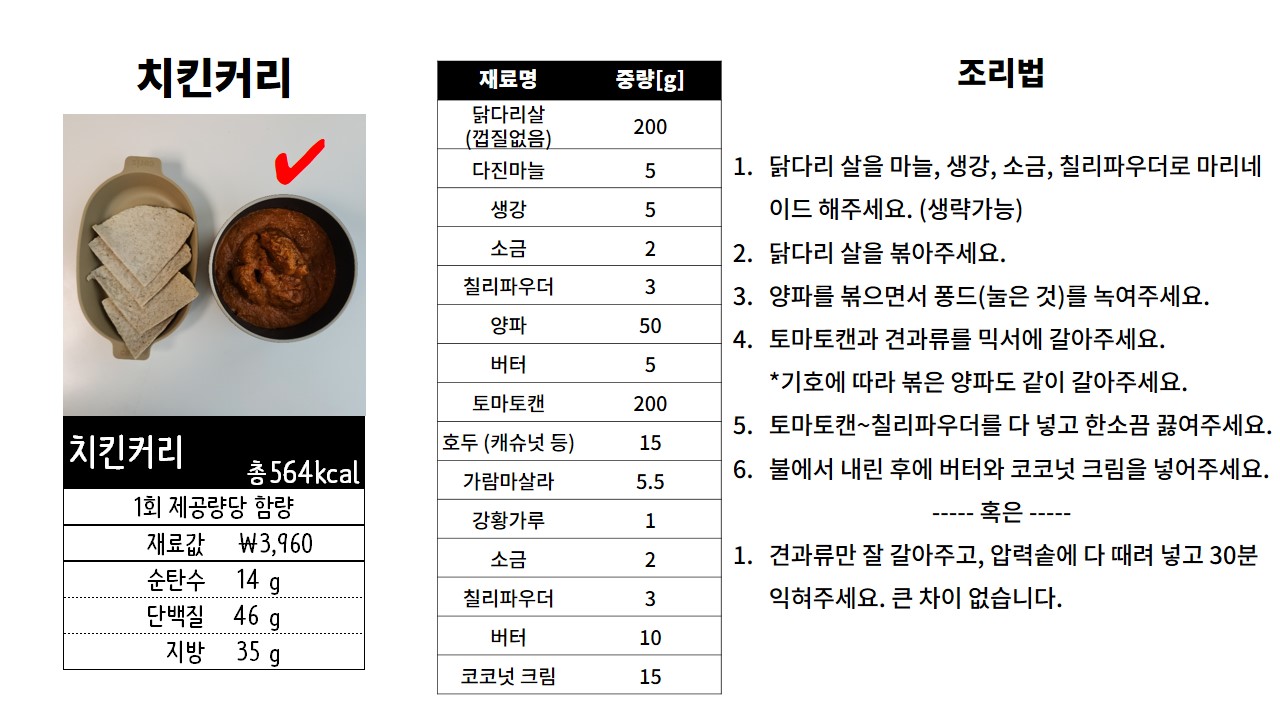 치킨커리
치킨커리
총564kcal
1회 제공량당 함량
재료값 ₩3,960
순탄수 14 g
단백질 46 g
지방 35 g
재료명 중량[g]
닭다리살
(껍질없음) 200
다진마늘 5
생강 5
소금 2
칠리파우더 3
양파 50
버터 5
토마토캔 200
호두 (캐슈넛 등) 15
가람마살라 5.5
강황가루 1
소금 2
칠리파우더 3
버터 10
코코넛 크림 15
조리법
1. 닭다리 살을 마늘, 생강, 소금, 칠리파우더로 마리네
이드 해주세요. (생략가능)
2. 닭다리 살을 볶아주세요.
3. 양파를 볶으면서 퐁드(눌은 것)를 녹여주세요.
4. 토마토캔과 견과류를 믹서에 갈아주세요.
*기호에 따라 볶은 양파도 같이 갈아주세요.
5. 토마토캔~칠리파우더를 다 넣고 한소끔 끓여주세요.
6. 불에서 내린 후에 버터와 코코넛 크림을 넣어주세요.
----- 혹은 -----
1. 견과류만 잘 갈아주고, 압력솥에 다 때려 넣고 30분
익혀주세요. 큰 차이 없습니다.